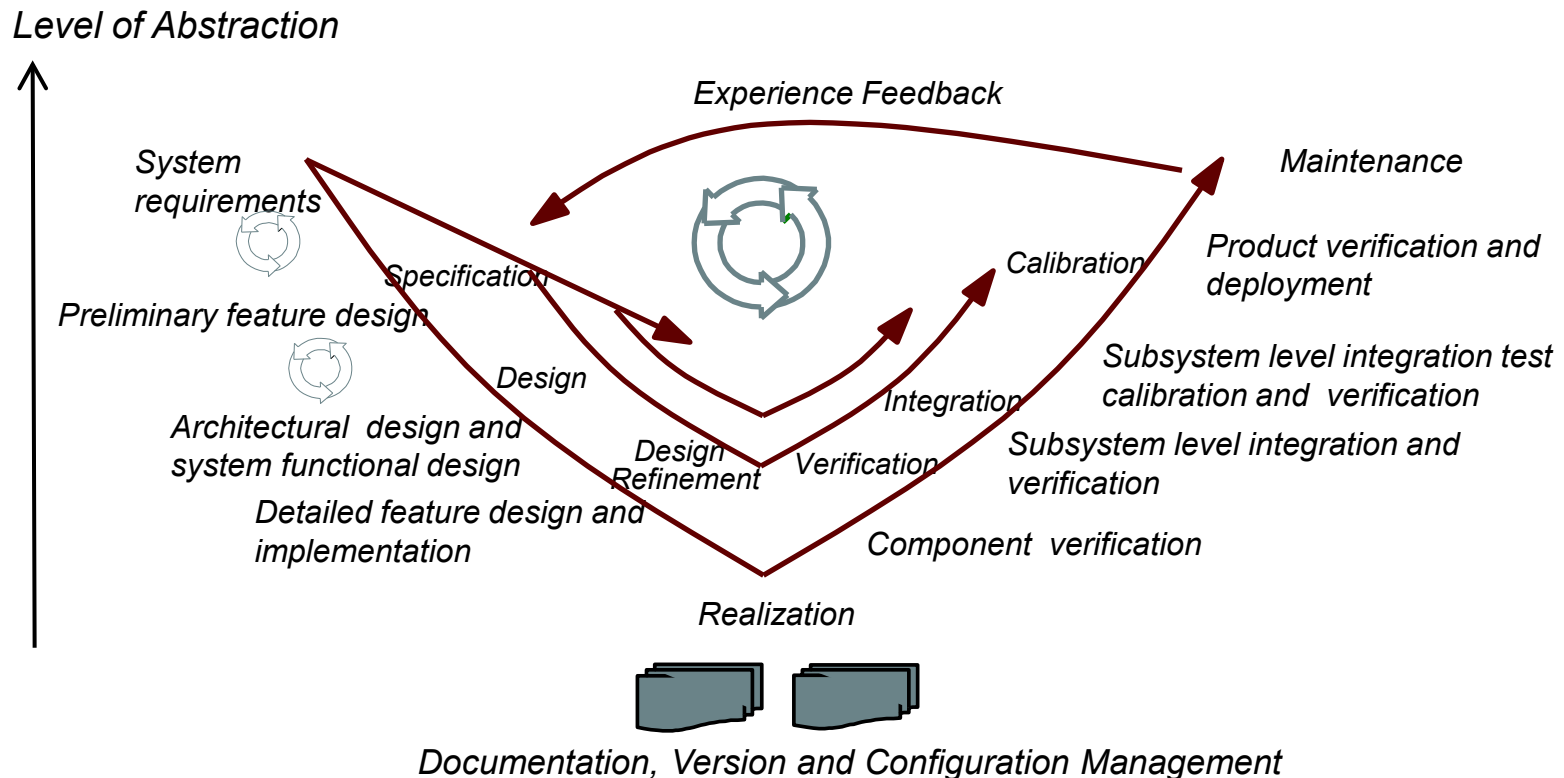 Level of Abstraction
Experience Feedback
System
requirements
Maintenance
Specification
Calibration
Product verification and
deployment
Preliminary feature design
Design
Integration
Subsystem level integration test
calibration and verification
Architectural design and
system functional design
Design
Refinement
Verification
Subsystem level integration and
verification
Detailed feature design and
implementation
Component verification
Realization
Documentation, Version and Configuration Management